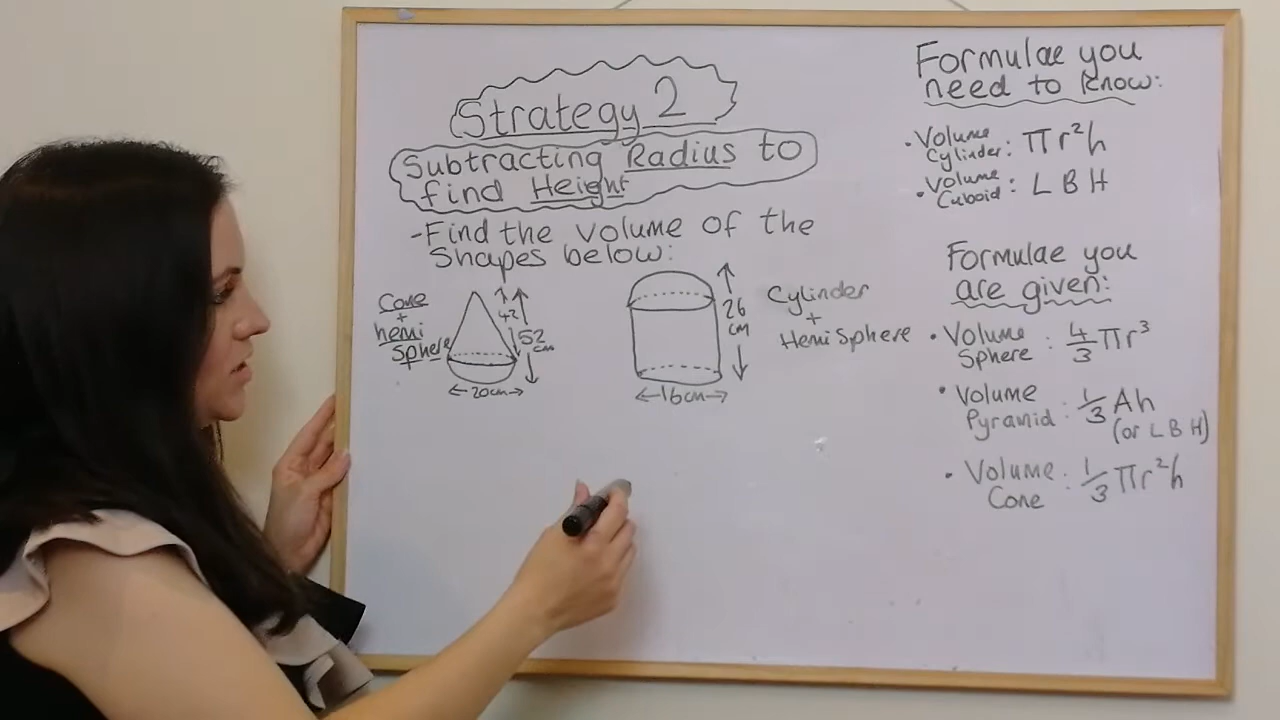 Strategy 2
Subtracting Radius to
find Height
-Find the volume of the
Shapes below:
Cone
+
hemi
Sphere
42
52
cm
20cm
26
cm
16cm
Cylinder
+
HemiSphere
Formulae you
need to know:
• Volume
Cylinder: πr²h
• Volume
Cuboid: L B H
Formulae you
are given:
• Volume
Sphere : 4/3 πr³
• Volume
Pyramid : 1/3 Ah
(or L B H)
• Volume
Cone : 1/3 πr²h